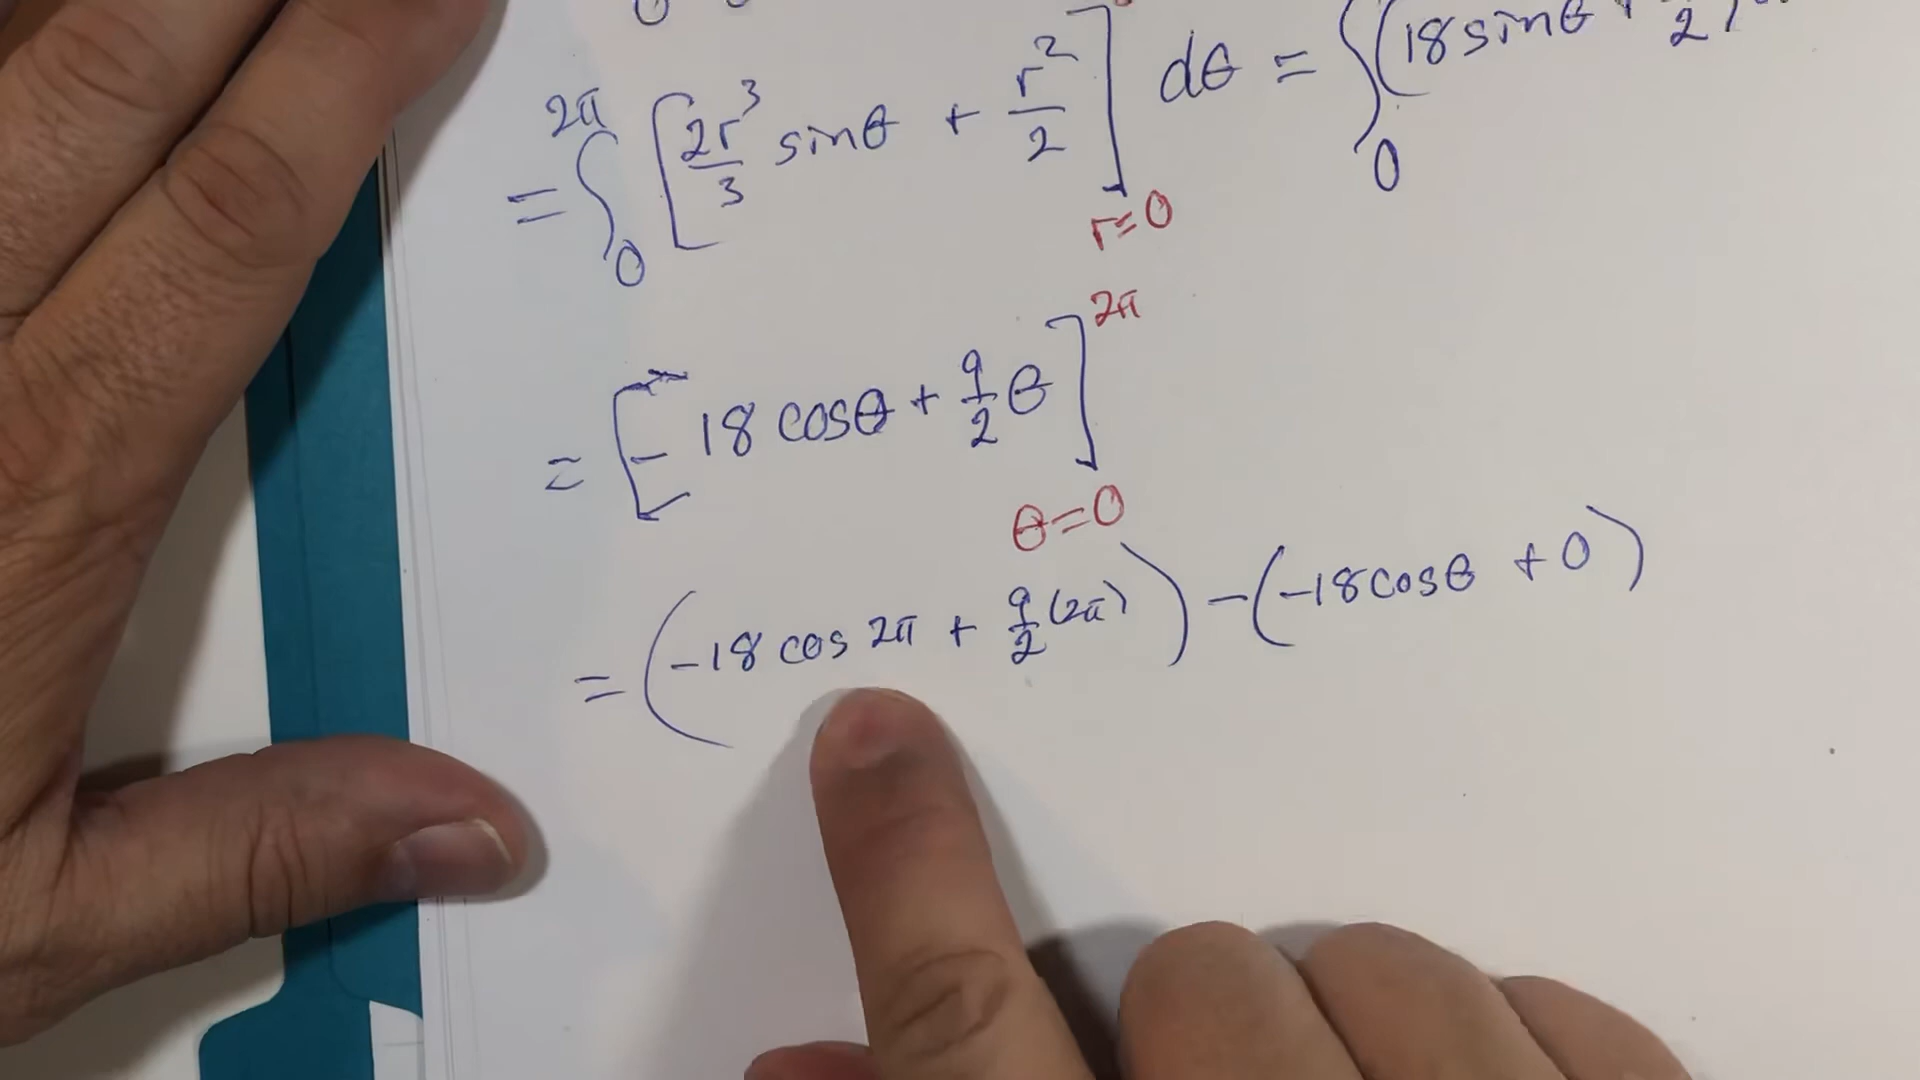 = ∫₀^{2π} [ 2r³/3 sinθ + r²/2 ]_{r=0} dθ = ∫₀ (18 sinθ
= [ - 18 cosθ + 9/2 θ ]_{θ=0}^{2π}
= ( -18 cos 2π + 9/2 (2π) ) - ( -18 cosθ + 0 )